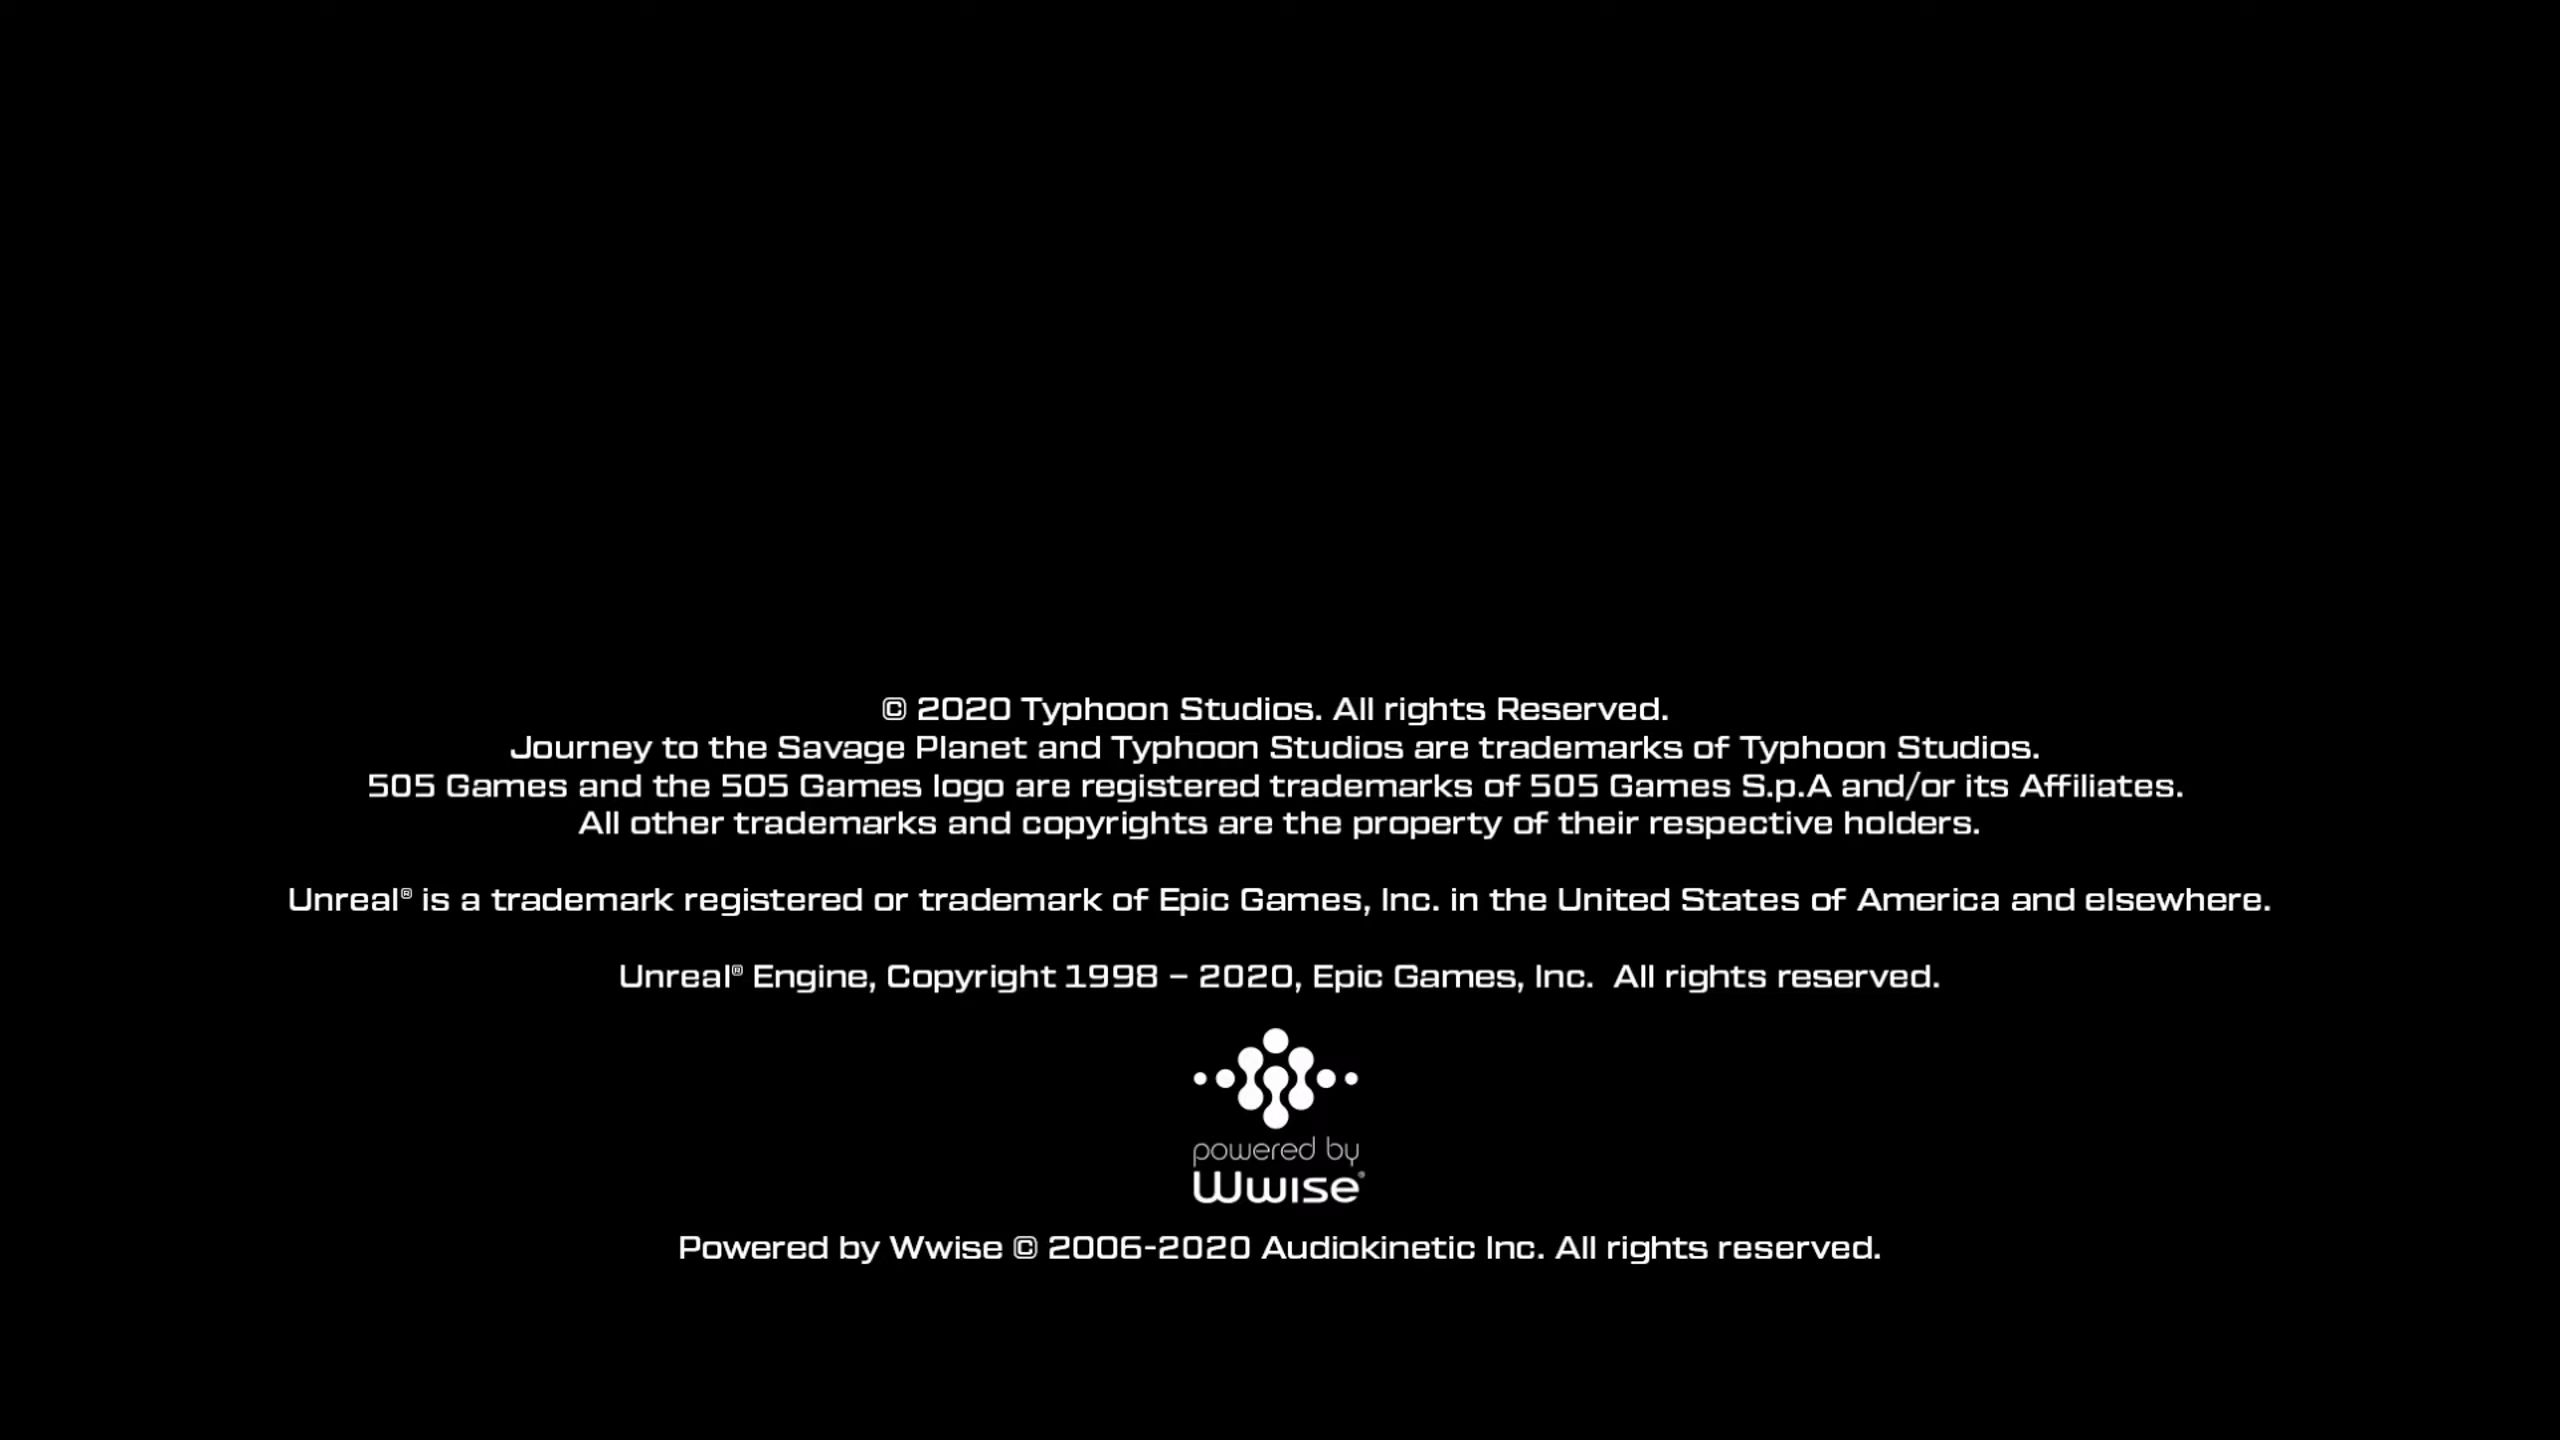 © 2020 Typhoon Studios. All rights Reserved.
Journey to the Savage Planet and Typhoon Studios are trademarks of Typhoon Studios.
505 Games and the 505 Games logo are registered trademarks of 505 Games S.p.A and/or its Affiliates.
All other trademarks and copyrights are the property of their respective holders.
Unreal® is a trademark registered or trademark of Epic Games, Inc. in the United States of America and elsewhere.
Unreal® Engine, Copyright 1998 – 2020, Epic Games, Inc.  All rights reserved.
powered by
Wwise®
Powered by Wwise © 2006-2020 Audiokinetic Inc. All rights reserved.